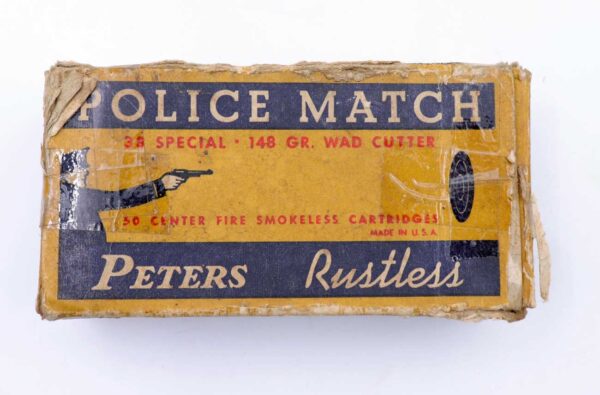 POLICE MATCH
38 SPECIAL · 148 GR. WAD CUTTER
50 CENTER FIRE SMOKELESS CARTRIDGES
MADE IN U.S.A.
PETERS Rustless